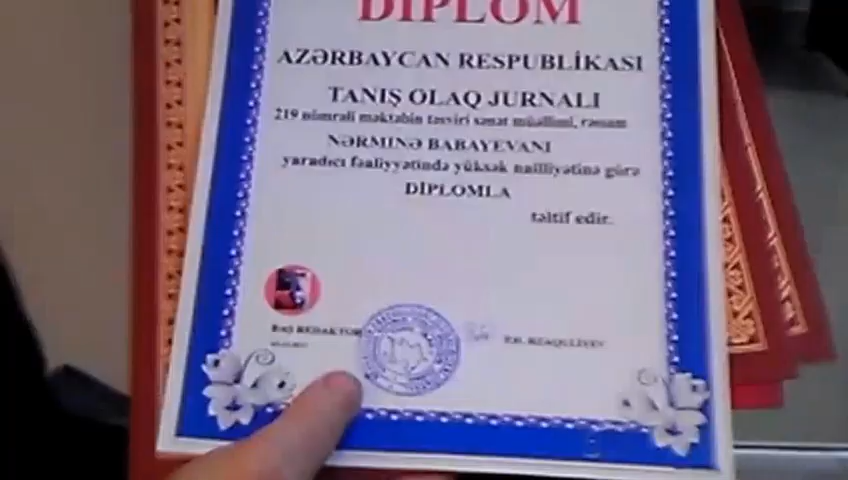 DİPLOM
AZƏRBAYCAN RESPUBLİKASI
TANIŞ OLAQ JURNALI
219 nömrəli məktəbin təsviri sənət müəllimi, rəssam
NƏRMİNƏ BABAYEVANI
yaradıcı fəaliyyətində yüksək nailliyətinə görə
DİPLOMLA
təltif edir.
BAŞ REDAKTOR